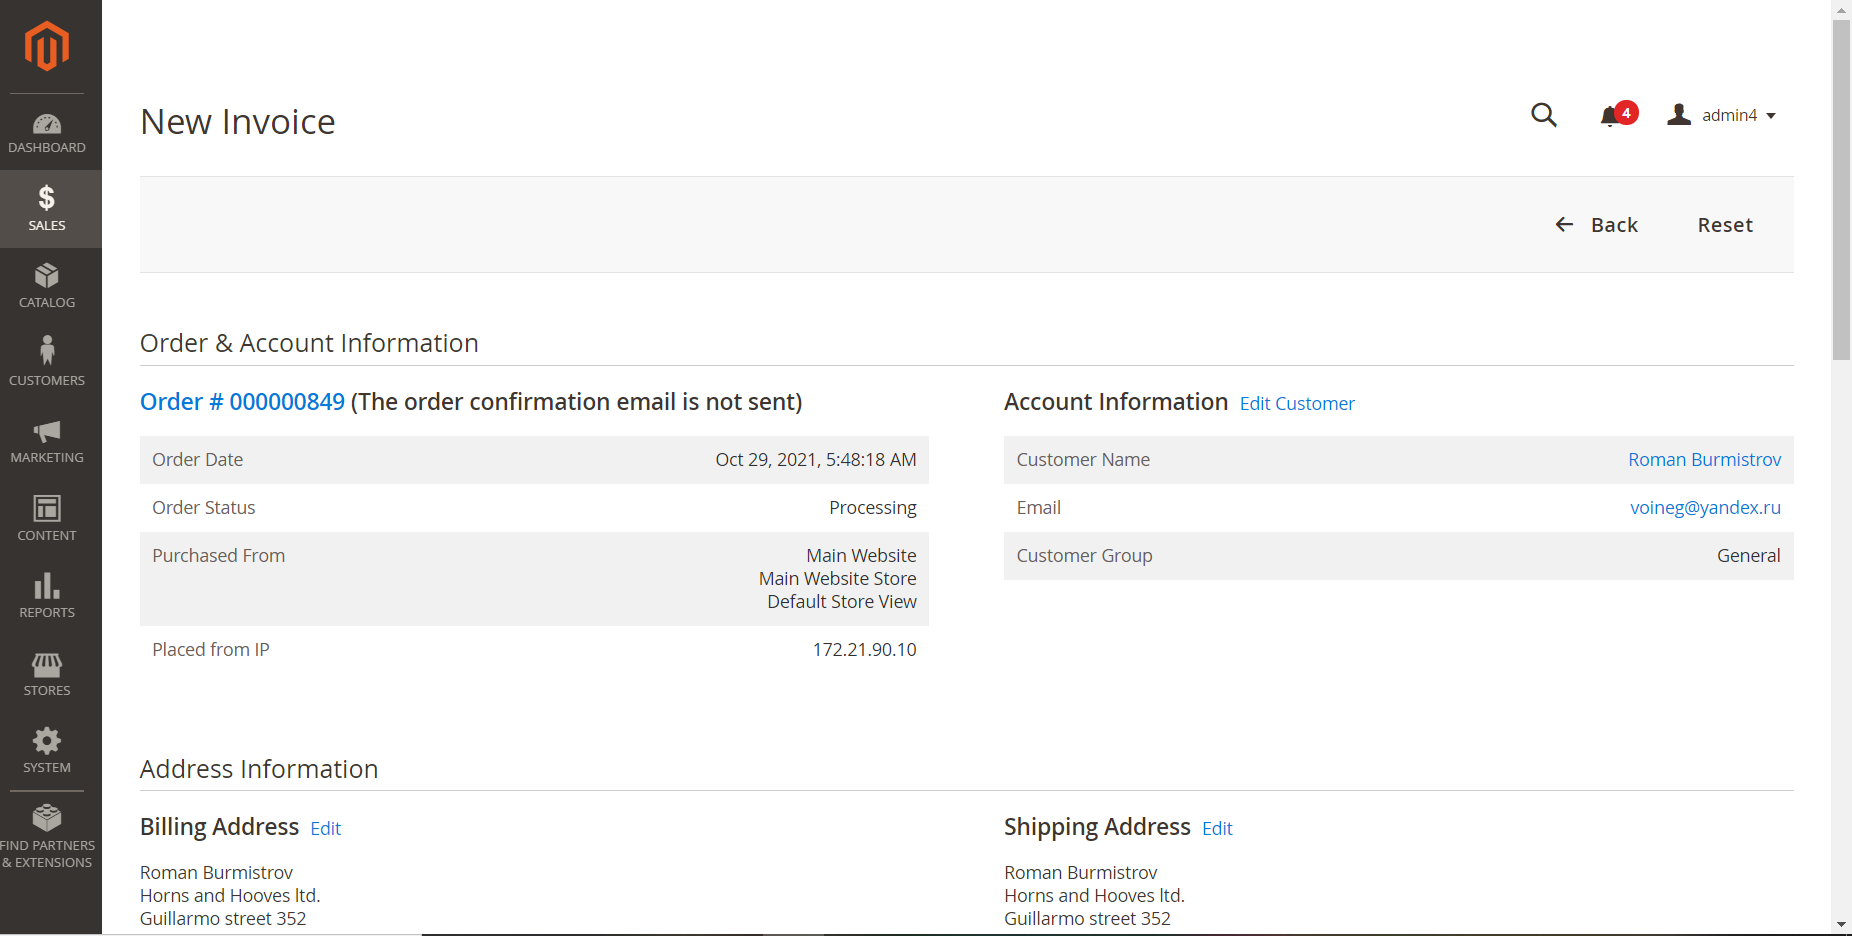 New Invoice
4
admin4
DASHBOARD
SALES
CATALOG
CUSTOMERS
MARKETING
CONTENT
REPORTS
STORES
SYSTEM
FIND PARTNERS
& EXTENSIONS
Back
Reset
Order & Account Information
Order # 000000849 (The order confirmation email is not sent)
Order Date Oct 29, 2021, 5:48:18 AM
Order Status Processing
Purchased From Main Website
Main Website Store
Default Store View
Placed from IP 172.21.90.10
Account Information Edit Customer
Customer Name Roman Burmistrov
Email voineg@yandex.ru
Customer Group General
Address Information
Billing Address Edit
Roman Burmistrov
Horns and Hooves ltd.
Guillarmo street 352
Shipping Address Edit
Roman Burmistrov
Horns and Hooves ltd.
Guillarmo street 352